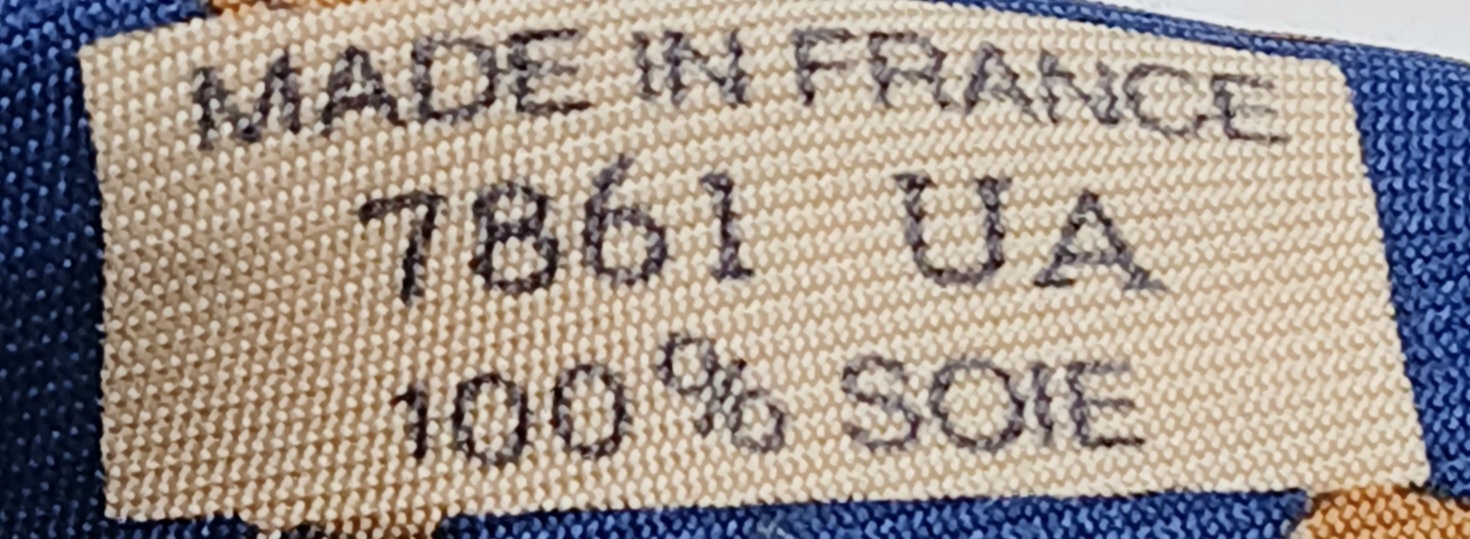 MADE IN FRANCE
7861 UA
100% SOIE